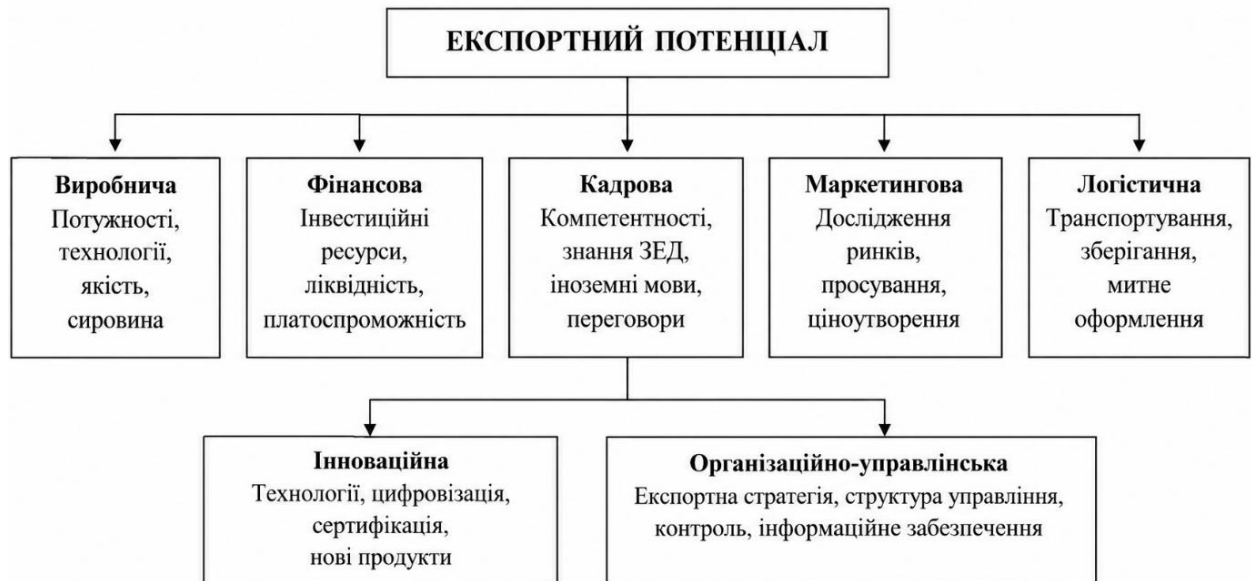 ЕКСПОРТНИЙ ПОТЕНЦІАЛ
Виробнича
Потужності,
технології,
якість,
сировина
Фінансова
Інвестиційні
ресурси,
ліквідність,
платоспроможність
Кадрова
Компетентності,
знання ЗЕД,
іноземні мови,
переговори
Маркетингова
Дослідження
ринків,
просування,
ціноутворення
Логістична
Транспортування,
зберігання,
митне
оформлення
Інноваційна
Технології, цифровізація,
сертифікація,
нові продукти
Організаційно-управлінська
Експортна стратегія, структура управління,
контроль, інформаційне забезпечення